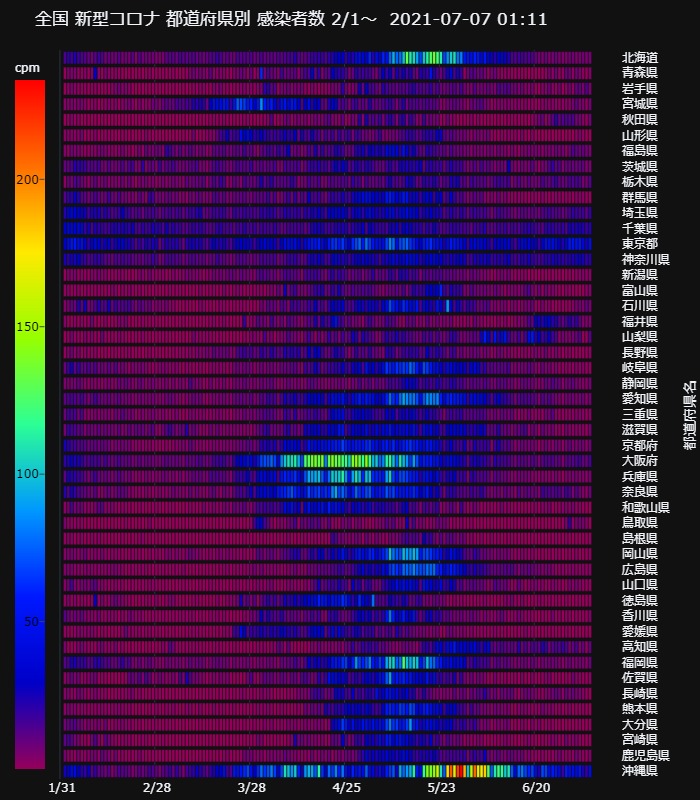 全国 新型コロナ 都道府県別 感染者数 2/1～ 2021-07-07 01:11
cpm
200
150
100
50
北海道
青森県
岩手県
宮城県
秋田県
山形県
福島県
茨城県
栃木県
群馬県
埼玉県
千葉県
東京都
神奈川県
新潟県
富山県
石川県
福井県
山梨県
長野県
岐阜県
静岡県
愛知県
三重県
滋賀県
京都府
大阪府
兵庫県
奈良県
和歌山県
鳥取県
島根県
岡山県
広島県
山口県
徳島県
香川県
愛媛県
高知県
福岡県
佐賀県
長崎県
熊本県
大分県
宮崎県
鹿児島県
沖縄県
都道府県名
1/31 2/28 3/28 4/25 5/23 6/20